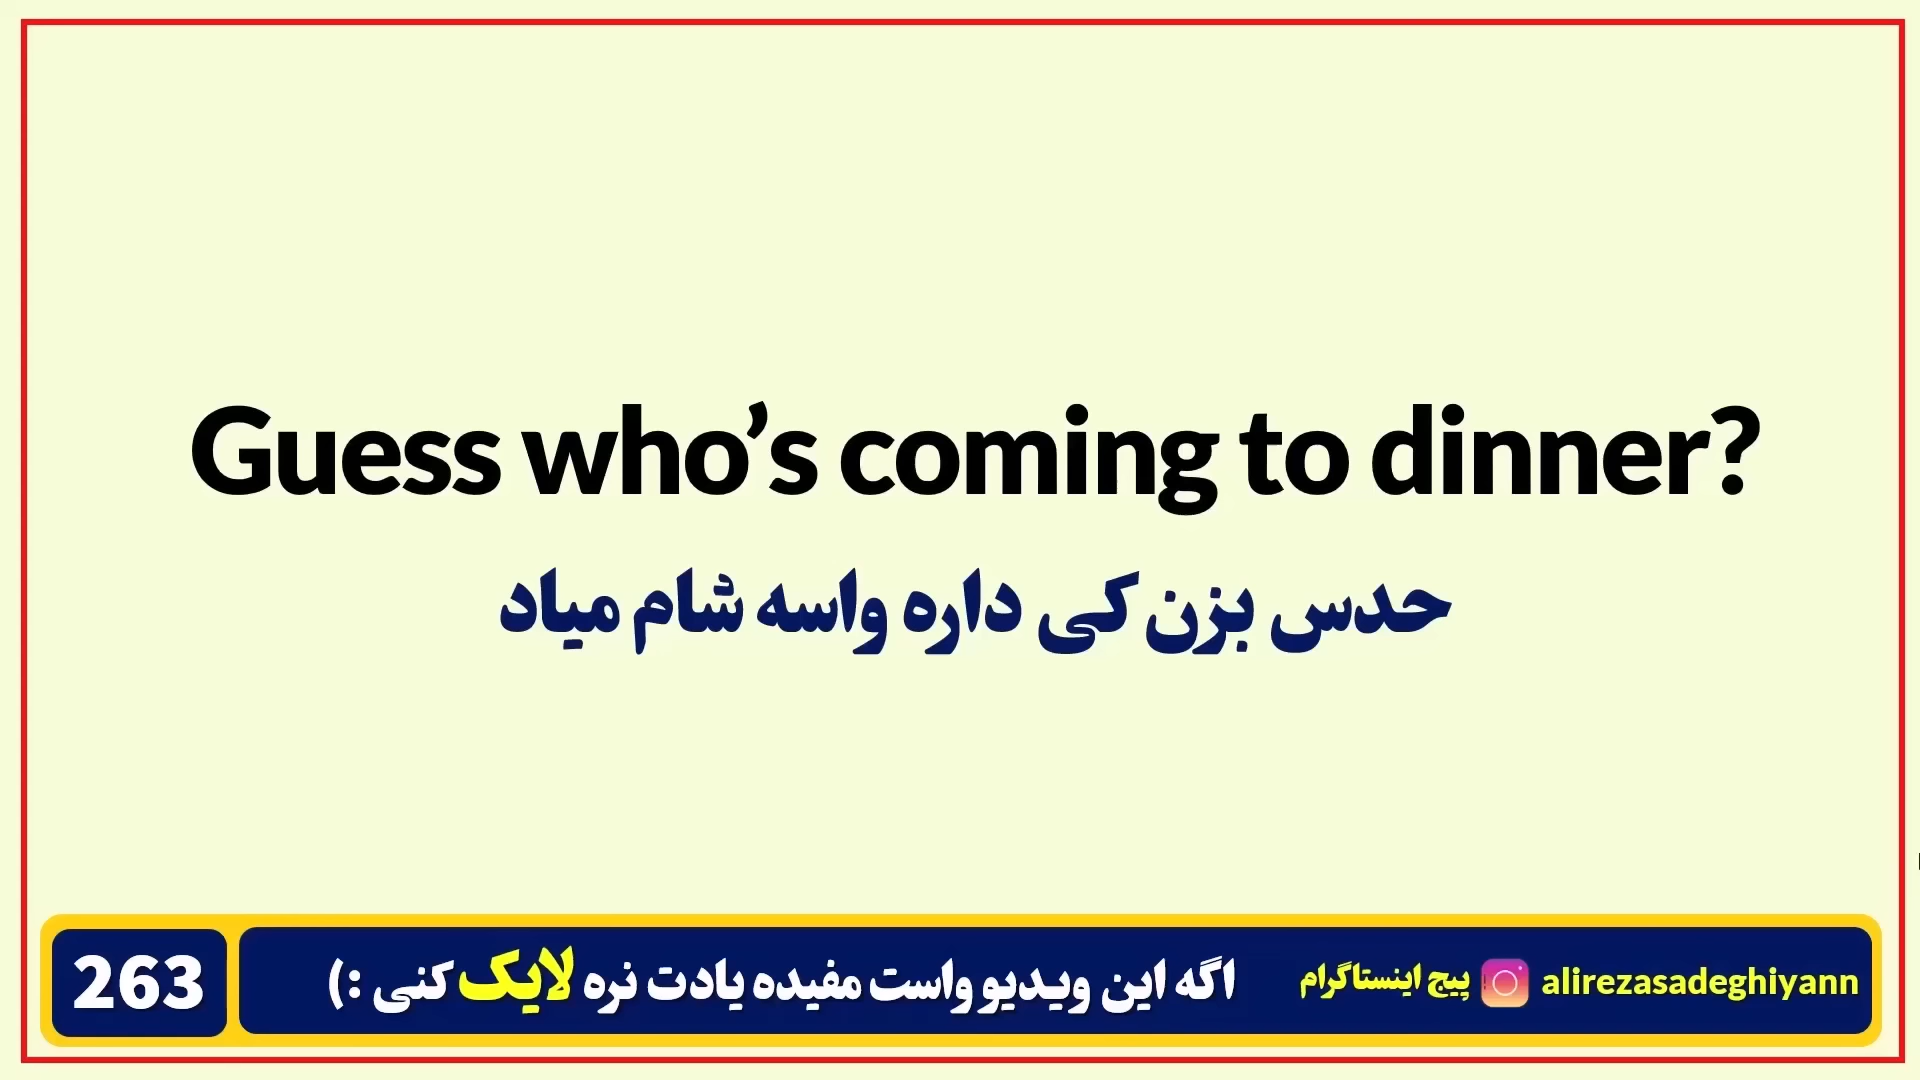 Guess who’s coming to dinner?
حدس بزن کی داره واسه شام میاد
263
اگه این ویدیو واست مفیده یادت نره لایک کنی :)
پیج اینستاگرام alirezasadeghiyann